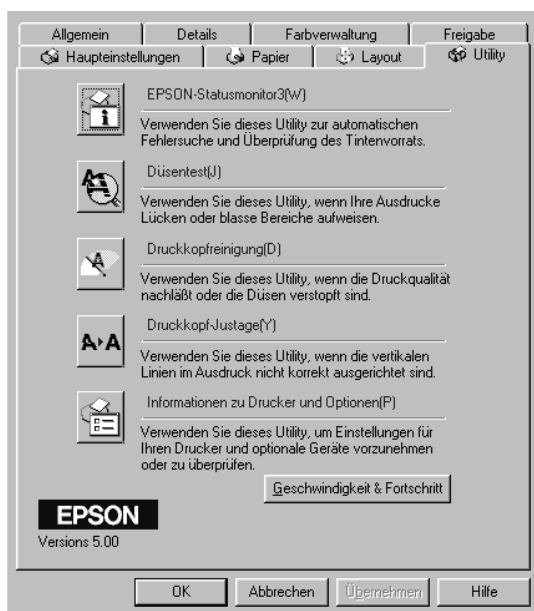 Allgemein Details Farbverwaltung Freigabe
Haupteinstellungen Papier Layout Utility
EPSON-Statusmonitor3(W)
Verwenden Sie dieses Utility zur automatischen
Fehlersuche und Überprüfung des Tintenvorrats.
Düsentest(J)
Verwenden Sie dieses Utility, wenn Ihre Ausdrucke
Lücken oder blasse Bereiche aufweisen.
Druckkopfreinigung(D)
Verwenden Sie dieses Utility, wenn die Druckqualität
nachläßt oder die Düsen verstopft sind.
A▸A
Druckkopf-Justage(Y)
Verwenden Sie dieses Utility, wenn die vertikalen
Linien im Ausdruck nicht korrekt ausgerichtet sind.
Informationen zu Drucker und Optionen(P)
Verwenden Sie dieses Utility, um Einstellungen für
Ihren Drucker und optionale Geräte vorzunehmen
oder zu überprüfen.
Geschwindigkeit & Fortschritt
EPSON
Versions 5.00
OK Abbrechen Übernehmen Hilfe